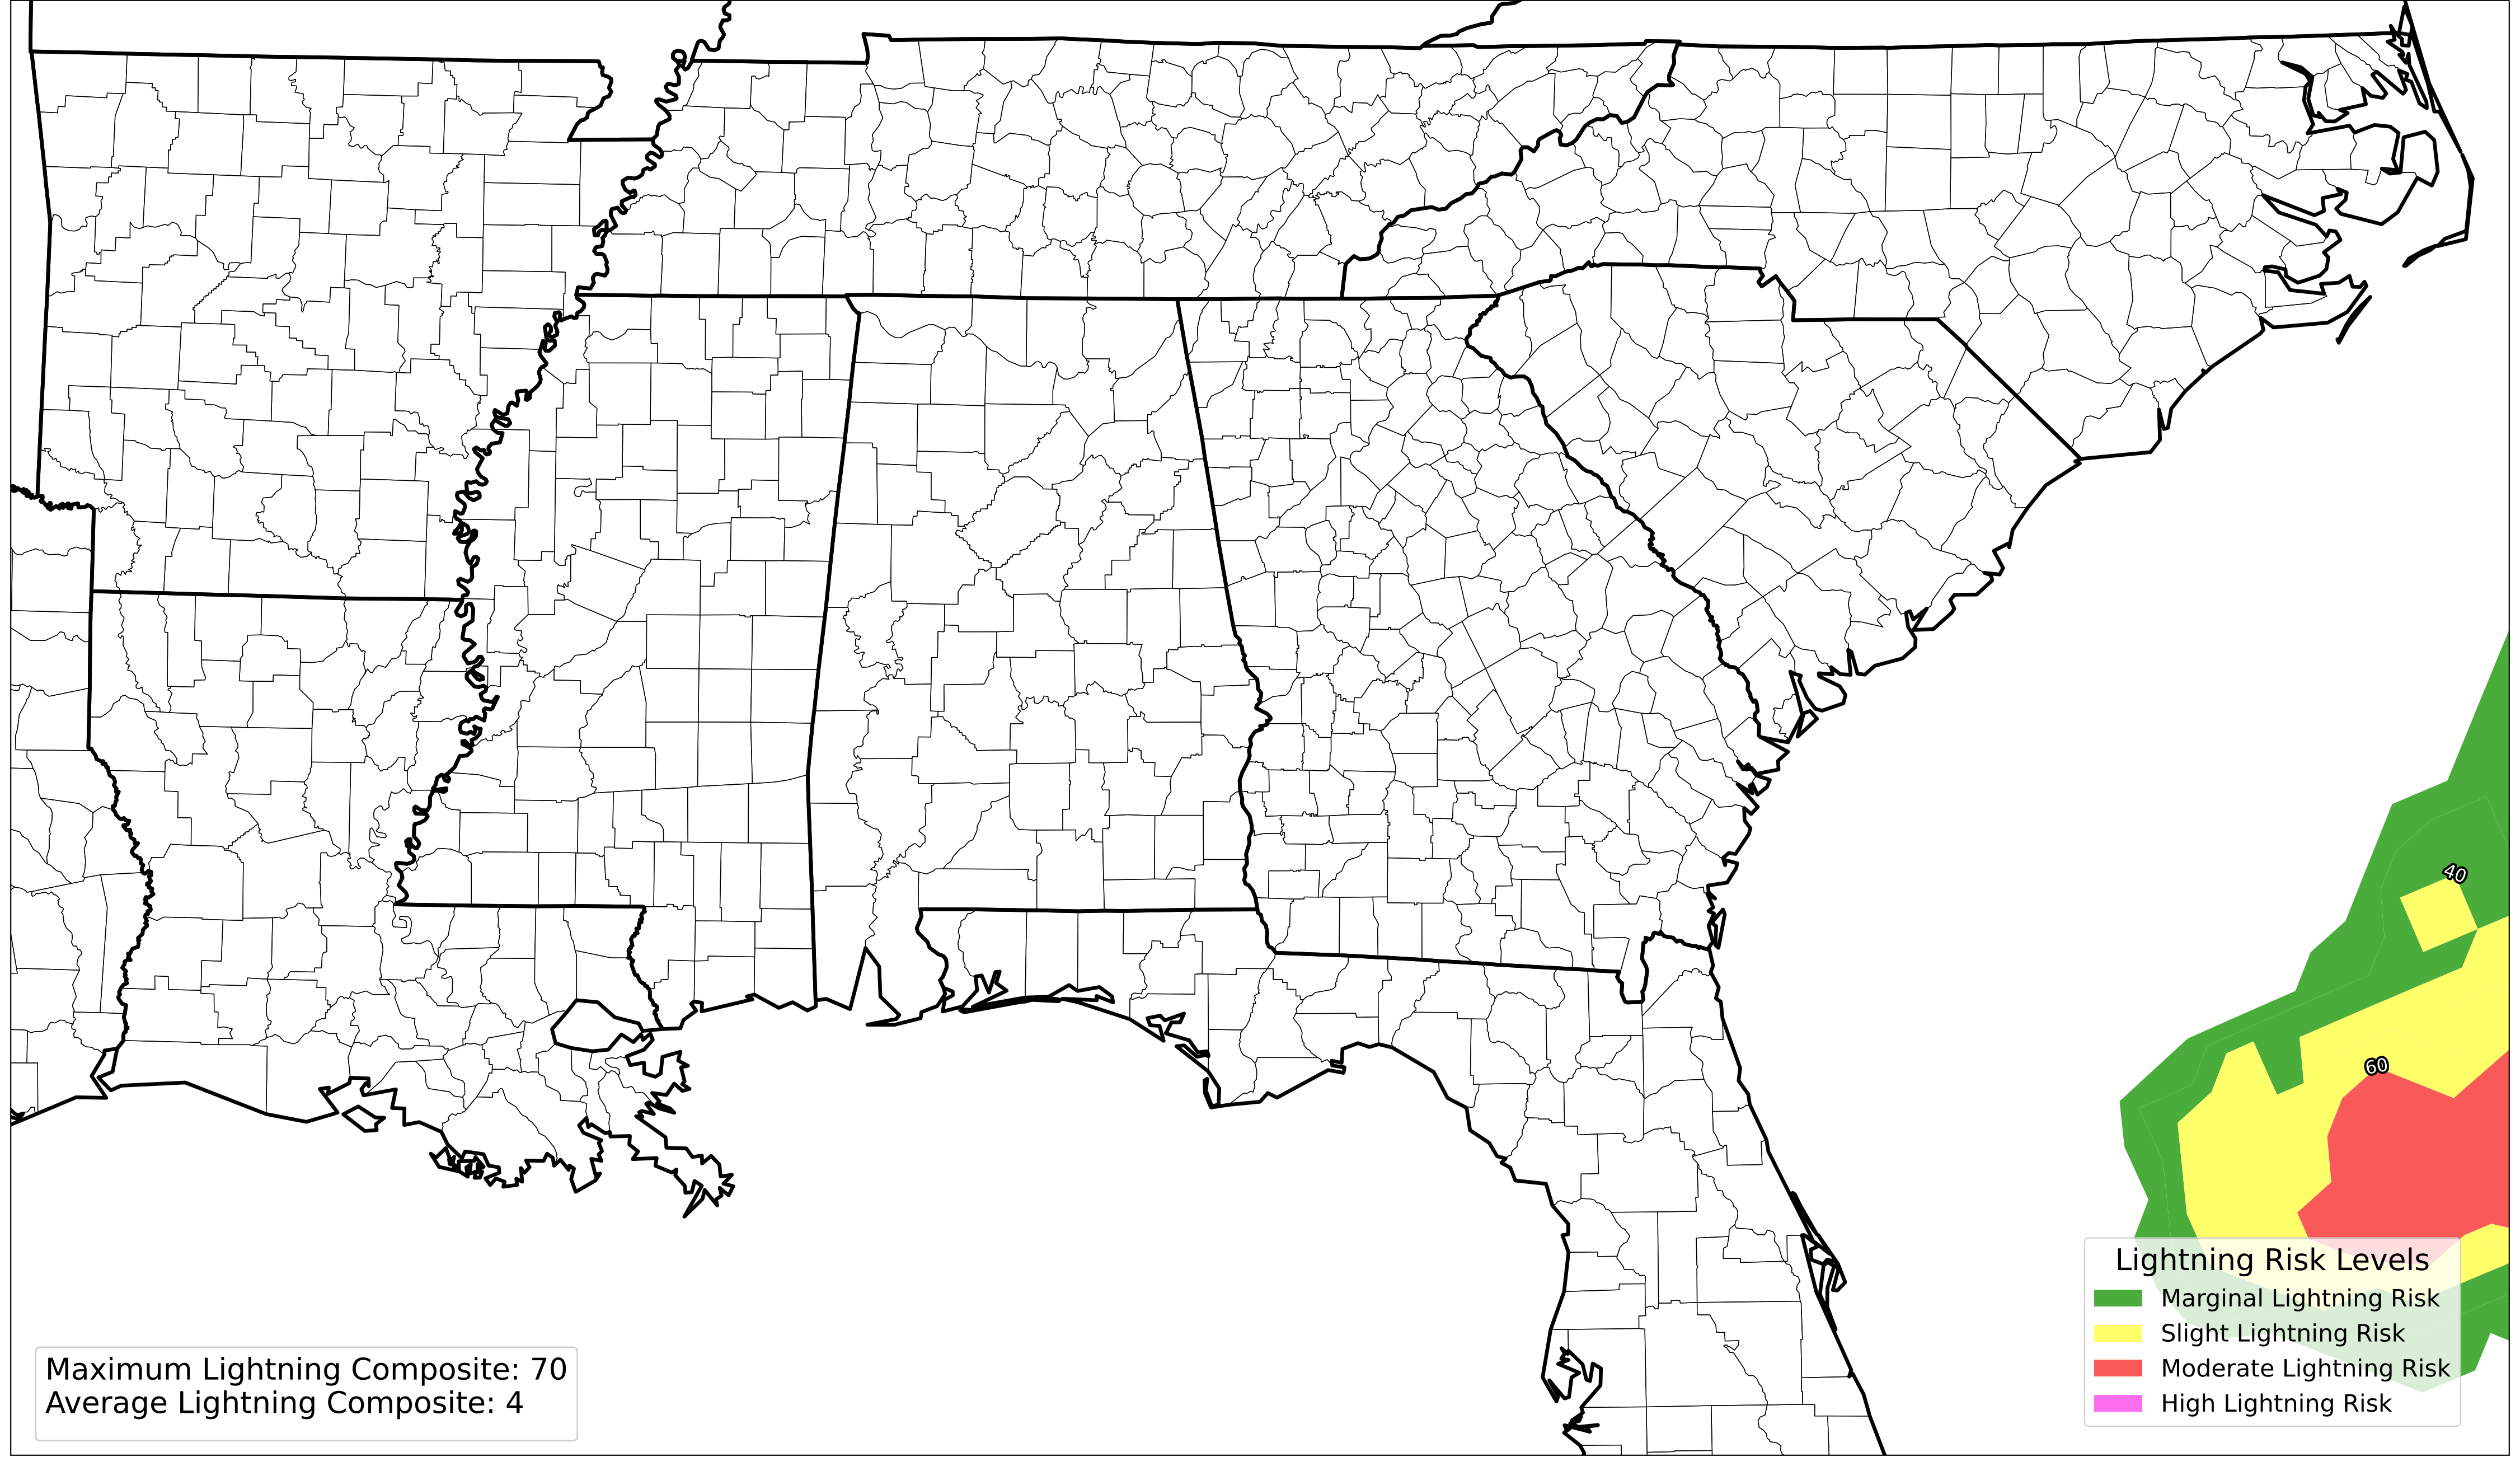 40
60
Lightning Risk Levels
Marginal Lightning Risk
Slight Lightning Risk
Moderate Lightning Risk
High Lightning Risk
Maximum Lightning Composite: 70
Average Lightning Composite: 4